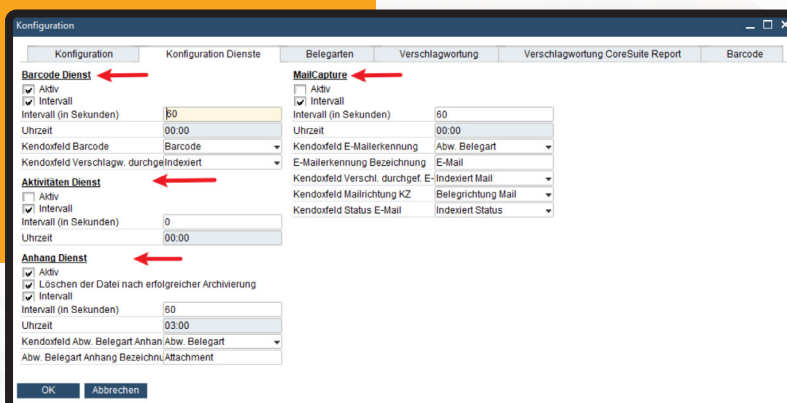 Konfiguration
Konfiguration
Konfiguration Dienste
Belegarten
Verschlagwortung
Verschlagwortung CoreSuite Report
Barcode
Barcode Dienst
Aktiv
Intervall
Intervall (in Sekunden) 60
Uhrzeit 00:00
Kendoxfeld Barcode Barcode
Kendoxfeld Verschlagw. durchge Indexiert
Aktivitäten Dienst
Aktiv
Intervall
Intervall (in Sekunden) 0
Uhrzeit 00:00
Anhang Dienst
Aktiv
Löschen der Datei nach erfolgreicher Archivierung
Intervall
Intervall (in Sekunden) 60
Uhrzeit 03:00
Kendoxfeld Abw. Belegart Anhan Abw. Belegart
Abw. Belegart Anhang Bezeichnu Attachment
MailCapture
Aktiv
Intervall
Intervall (in Sekunden) 60
Uhrzeit 00:00
Kendoxfeld E-Mailerkennung Abw. Belegart
E-Mailerkennung Bezeichnung E-Mail
Kendoxfeld Verschl. durchgef. E- Indexiert Mail
Kendoxfeld Mailrichtung KZ Belegrichtung Mail
Kendoxfeld Status E-Mail Indexiert Status
OK
Abbrechen